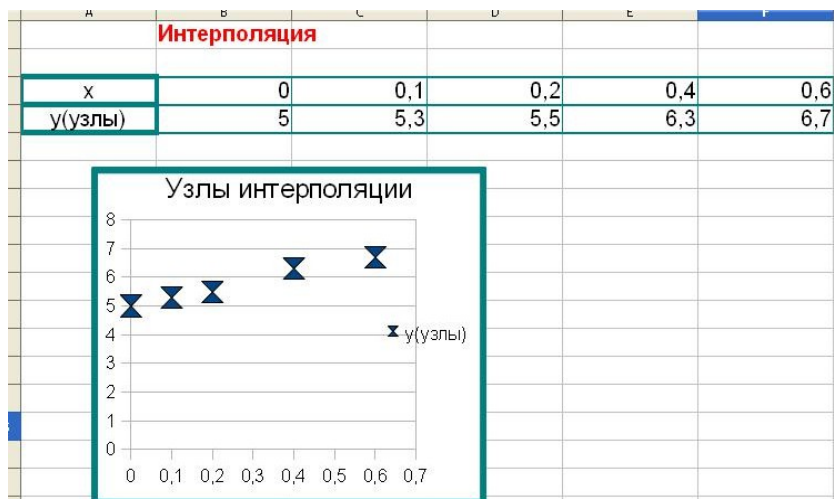 A B C D E F
Интерполяция
x 0 0,1 0,2 0,4 0,6
y(узлы) 5 5,3 5,5 6,3 6,7
Узлы интерполяции
8
7
6
5
4
3
2
1
0
y(узлы)
0 0,1 0,2 0,3 0,4 0,5 0,6 0,7